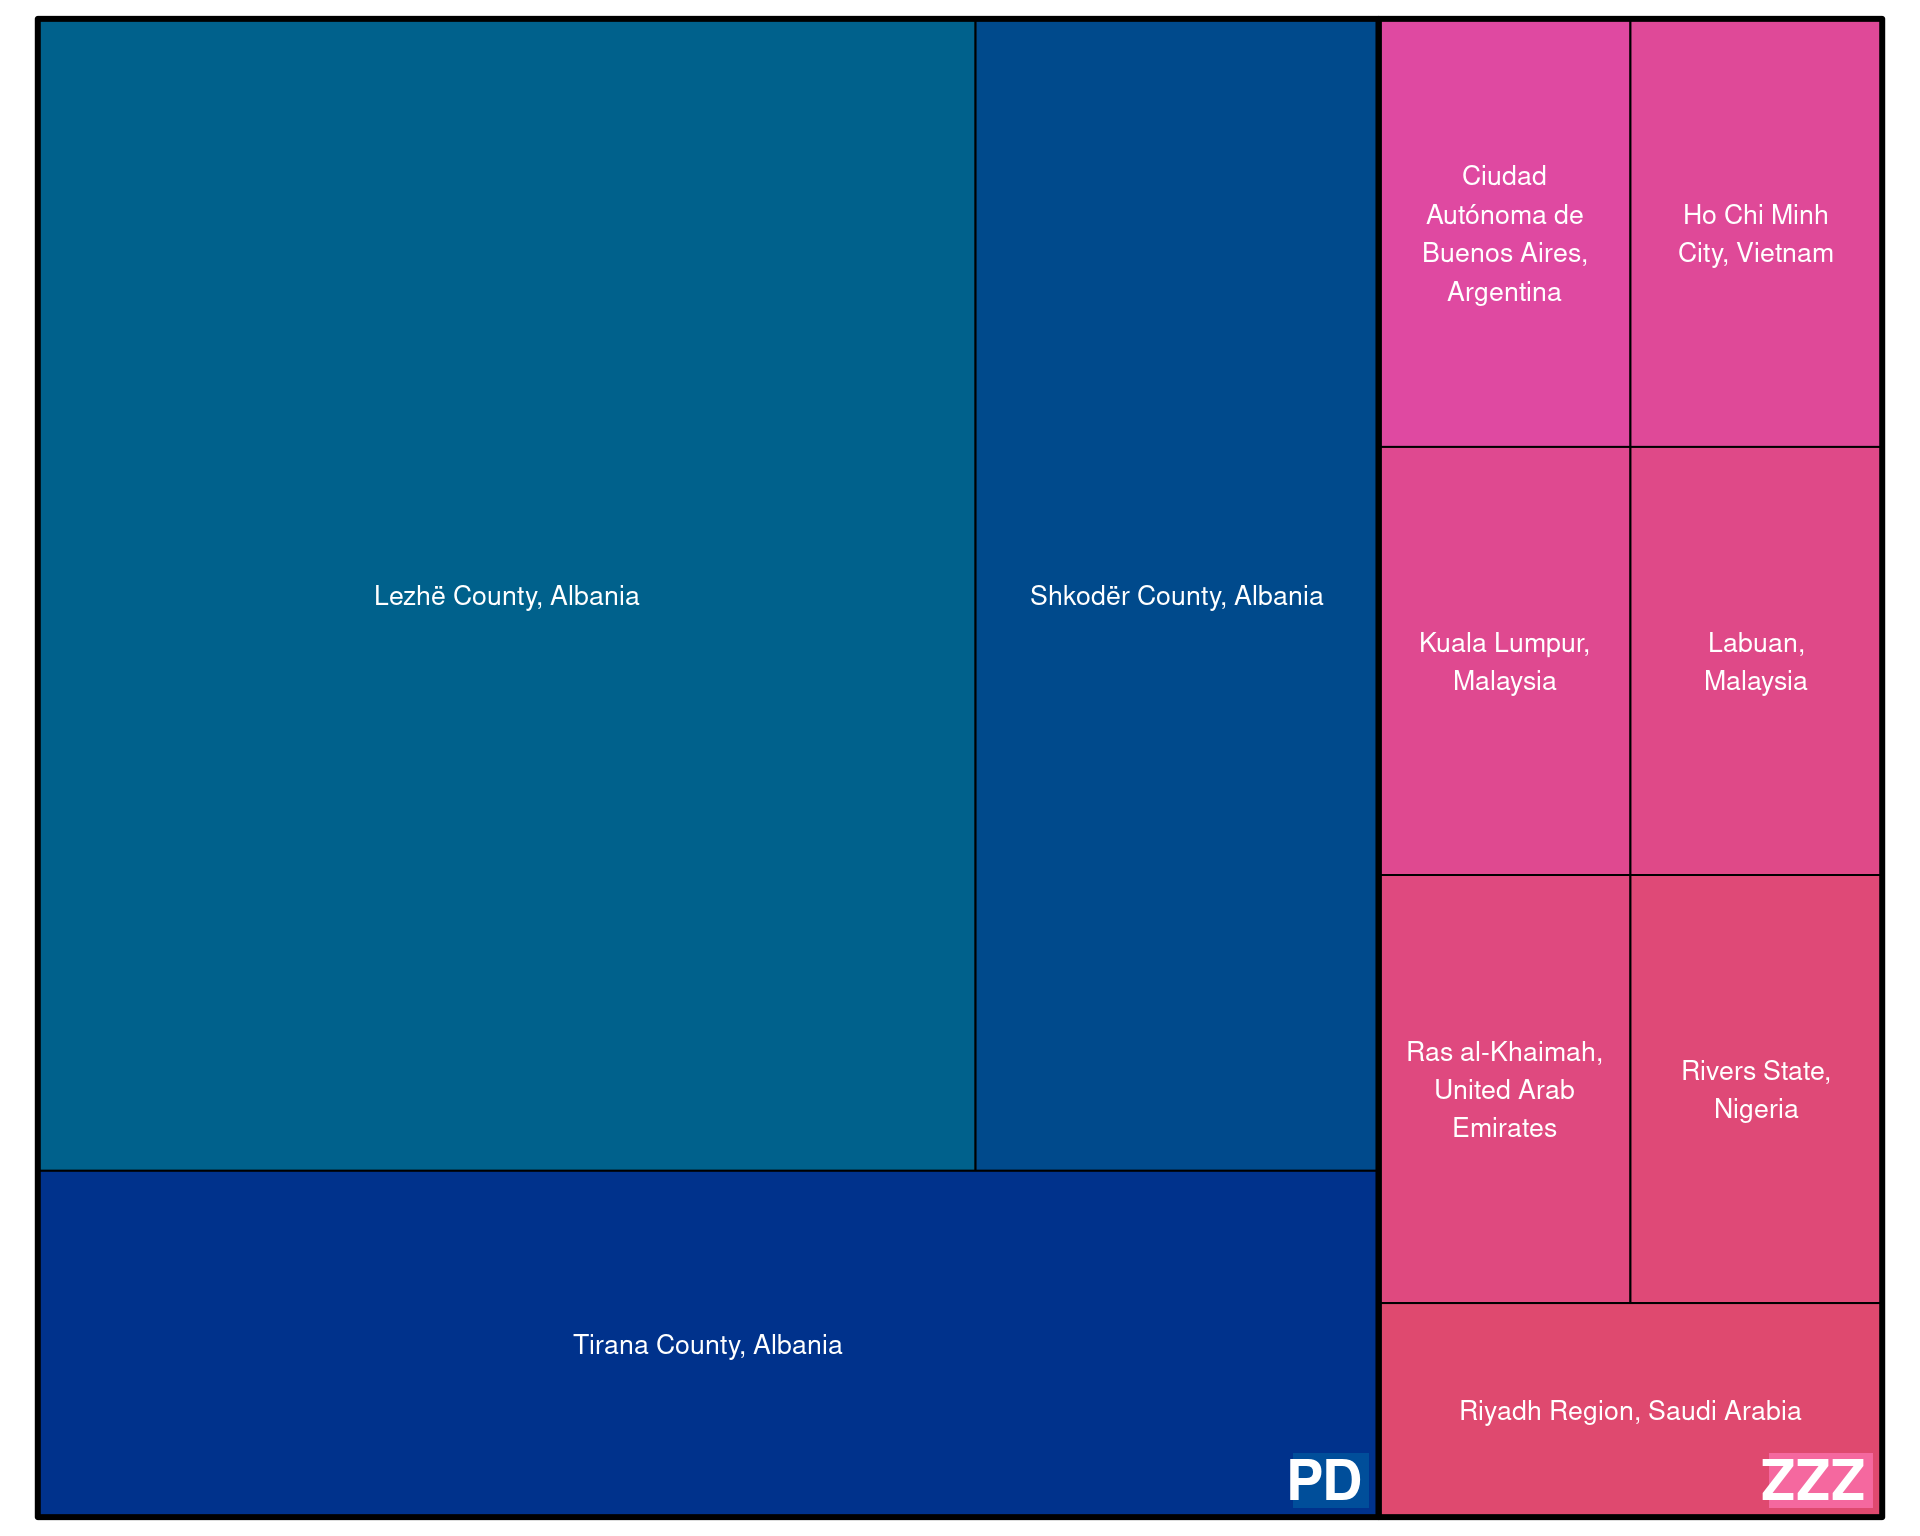 Lezhë County, Albania
Shkodër County, Albania
Tirana County, Albania
PD
Ciudad
Autónoma de
Buenos Aires,
Argentina
Ho Chi Minh
City, Vietnam
Kuala Lumpur,
Malaysia
Labuan,
Malaysia
Ras al-Khaimah,
United Arab
Emirates
Rivers State,
Nigeria
Riyadh Region, Saudi Arabia
ZZZ